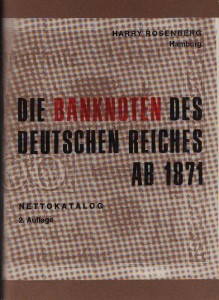 HARRY ROSENBERG
Hamburg
DIE BANKNOTEN DES
DEUTSCHEN REICHES
AB 1871
NETTOKATALOG
2. Auflage